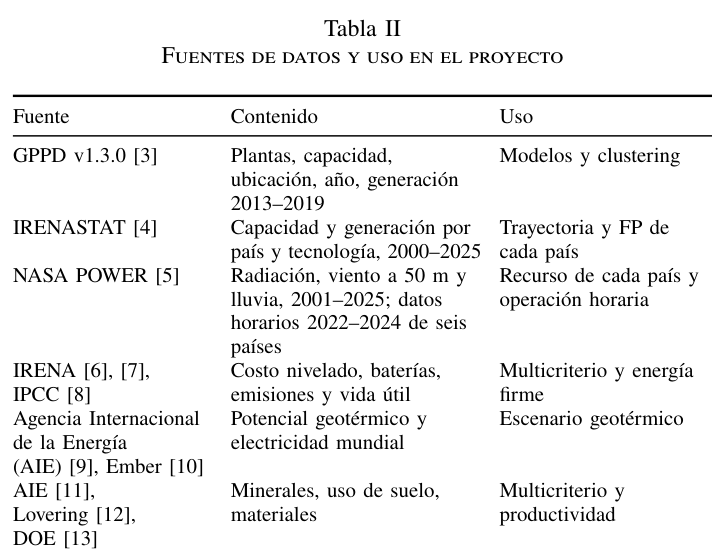 Tabla II
Fuentes de datos y uso en el proyecto
Fuente Contenido Uso
GPPD v1.3.0 [3] Plantas, capacidad, Modelos y clustering
ubicación, año, generación
2013–2019
IRENASTAT [4] Capacidad y generación por Trayectoria y FP de
país y tecnología, 2000–2025 cada país
NASA POWER [5] Radiación, viento a 50 m y Recurso de cada país y
lluvia, 2001–2025; datos operación horaria
horarios 2022–2024 de seis
países
IRENA [6], [7], Costo nivelado, baterías, Multicriterio y energía
IPCC [8] emisiones y vida útil firme
Agencia Internacional Potencial geotérmico y Escenario geotérmico
de la Energía electricidad mundial
(AIE) [9], Ember [10]
AIE [11], Minerales, uso de suelo, Multicriterio y
Lovering [12], materiales productividad
DOE [13]